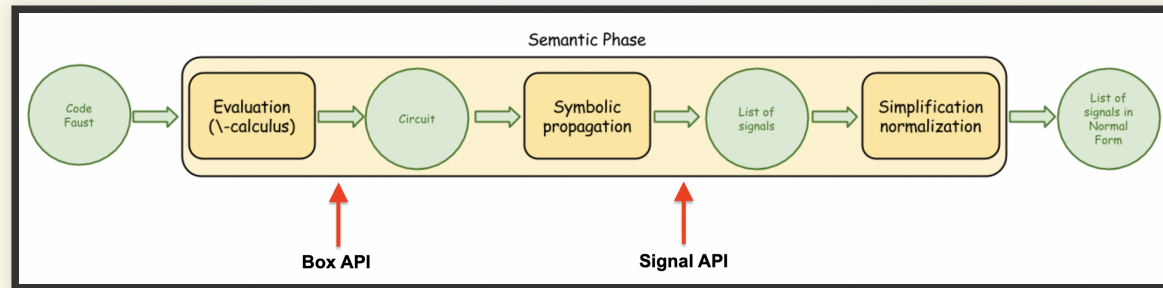 Semantic Phase
Code
Faust
Evaluation
(\-calculus)
Circuit
Symbolic
propagation
List of
signals
Simplification
normalization
List of
signals in
Normal
Form
Box API
Signal API